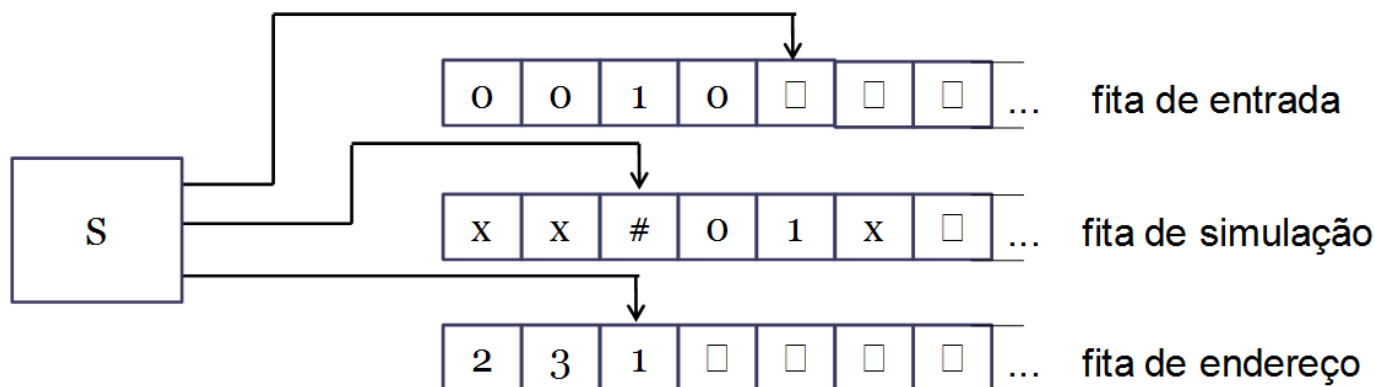 0 0 1 0 □ □ □ ... fita de entrada
S
x x # 0 1 x □ ... fita de simulação
2 3 1 □ □ □ □ ... fita de endereço